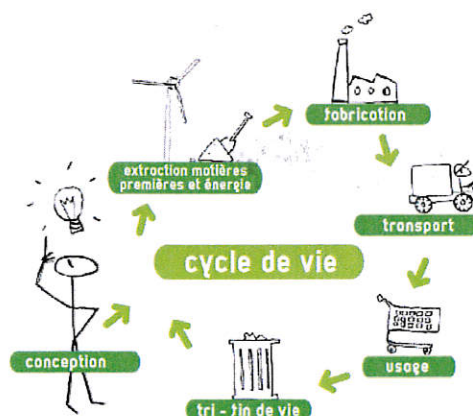 fabrication
extraction matières
premières et énergie
transport
cycle de vie
usage
conception
tri - fin de vie